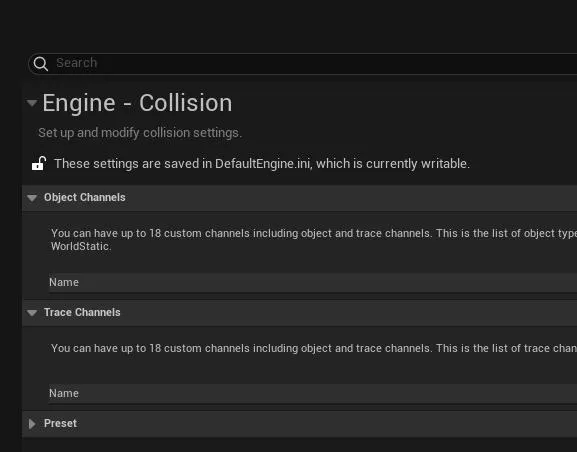 Search
Engine - Collision
Set up and modify collision settings.
These settings are saved in DefaultEngine.ini, which is currently writable.
Object Channels
You can have up to 18 custom channels including object and trace channels. This is the list of object type
WorldStatic.
Name
Trace Channels
You can have up to 18 custom channels including object and trace channels. This is the list of trace chan
Name
Preset